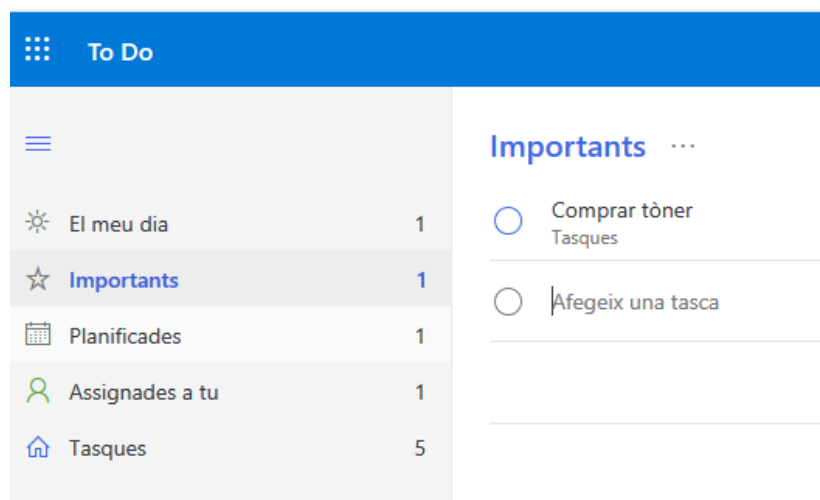 To Do
El meu dia 1
Importants 1
Planificades 1
Assignades a tu 1
Tasques 5
Importants ...
Comprar tòner
Tasques
Afegeix una tasca